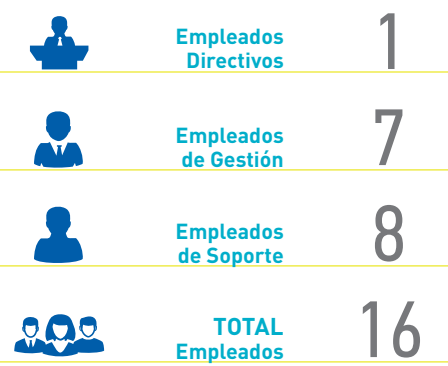 Empleados
Directivos
1
Empleados
de Gestión
7
Empleados
de Soporte
8
TOTAL
Empleados
16